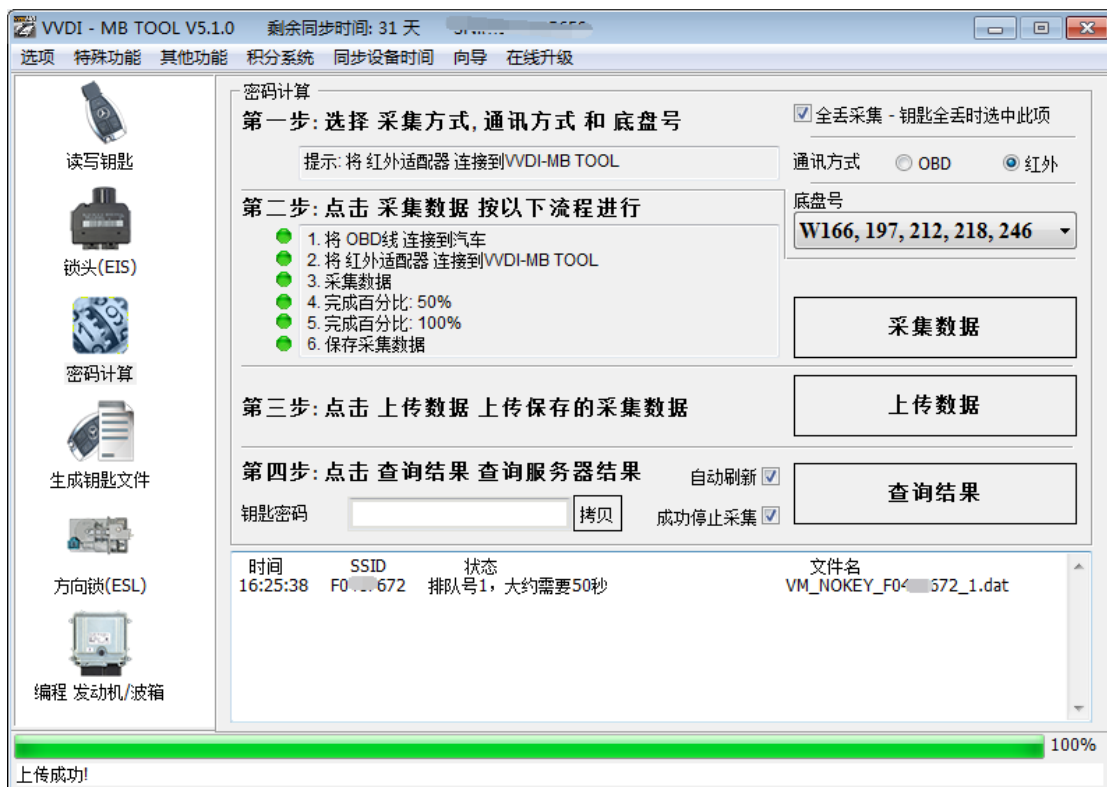 VVDI - MB TOOL V5.1.0 剩余同步时间: 31 天
选项 特殊功能 其他功能 积分系统 同步设备时间 向导 在线升级
读写钥匙
锁头(EIS)
密码计算
生成钥匙文件
方向锁(ESL)
编程 发动机/波箱
密码计算
第一步: 选择 采集方式, 通讯方式 和 底盘号
提示: 将 红外适配器 连接到VVDI-MB TOOL
全丢采集 - 钥匙全丢时选中此项
通讯方式 OBD 红外
底盘号
W166, 197, 212, 218, 246
第二步: 点击 采集数据 按以下流程进行
1. 将 OBD线 连接到汽车
2. 将 红外适配器 连接到VVDI-MB TOOL
3. 采集数据
4. 完成百分比: 50%
5. 完成百分比: 100%
6. 保存采集数据
采集数据
第三步: 点击 上传数据 上传保存的采集数据
上传数据
第四步: 点击 查询结果 查询服务器结果
自动刷新
钥匙密码
拷贝
成功停止采集
查询结果
时间 SSID 状态 文件名
16:25:38 F0 672 排队号1，大约需要50秒 VM_NOKEY_F04 672_1.dat
100%
上传成功!